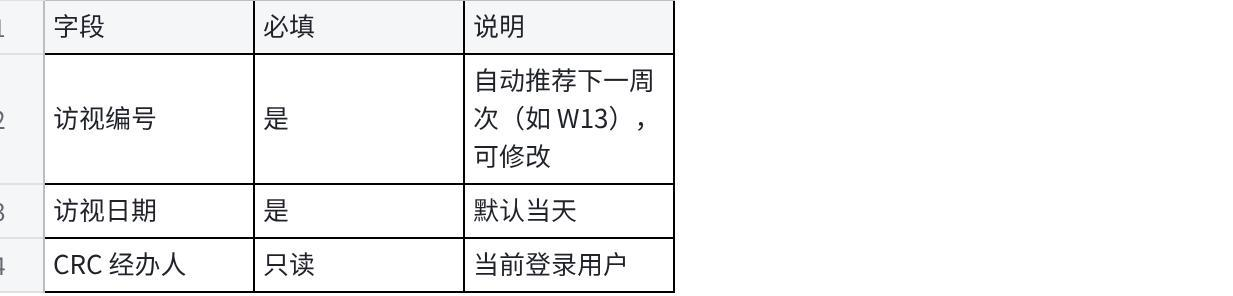 1 字段 必填 说明
2 访视编号 是 自动推荐下一周
次（如 W13），
可修改
3 访视日期 是 默认当天
4 CRC 经办人 只读 当前登录用户